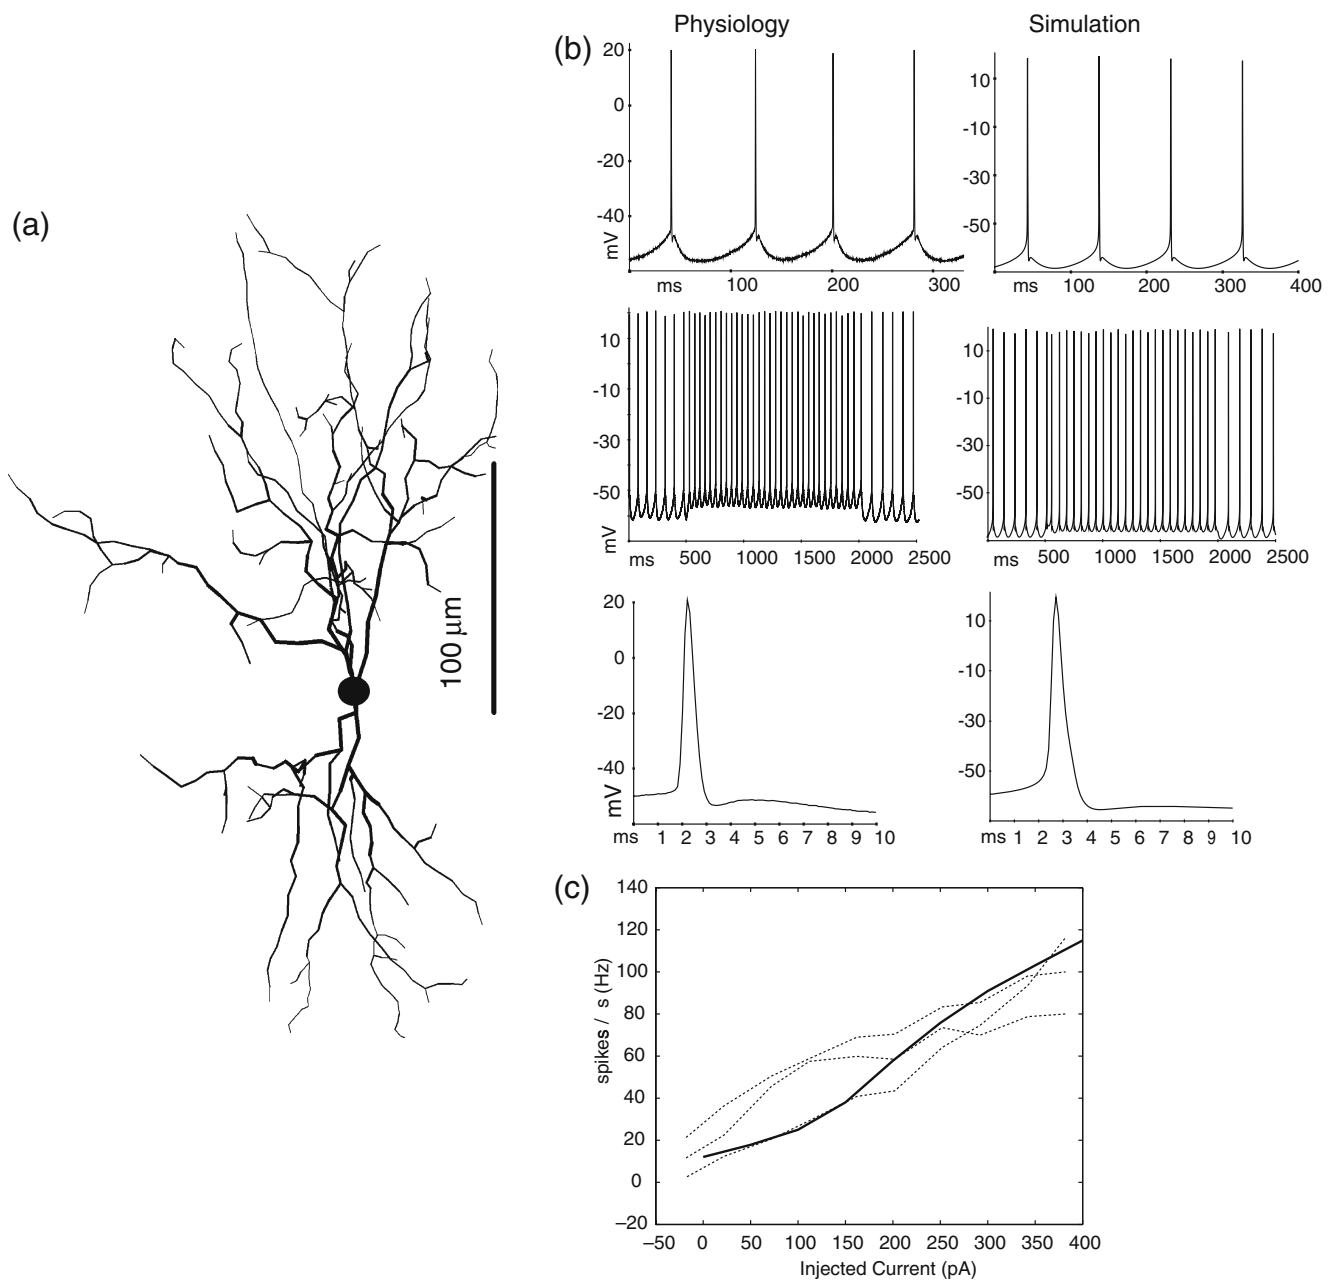 Physiology Simulation
(b)
20
0
-20
-40
mV
ms 100 200 300
10
-10
-30
-50
ms 100 200 300 400
(a)
100 µm
10
-10
-30
-50
mV
ms 500 1000 1500 2000 2500
10
-10
-30
-50
ms 500 1000 1500 2000 2500
20
0
-20
-40
mV
ms 1 2 3 4 5 6 7 8 9 10
10
-10
-30
-50
ms 1 2 3 4 5 6 7 8 9 10
(c)
140
120
100
80
60
40
20
0
–20
spikes / s (Hz)
–50 0 50 100 150 200 250 300 350 400
Injected Current (pA)